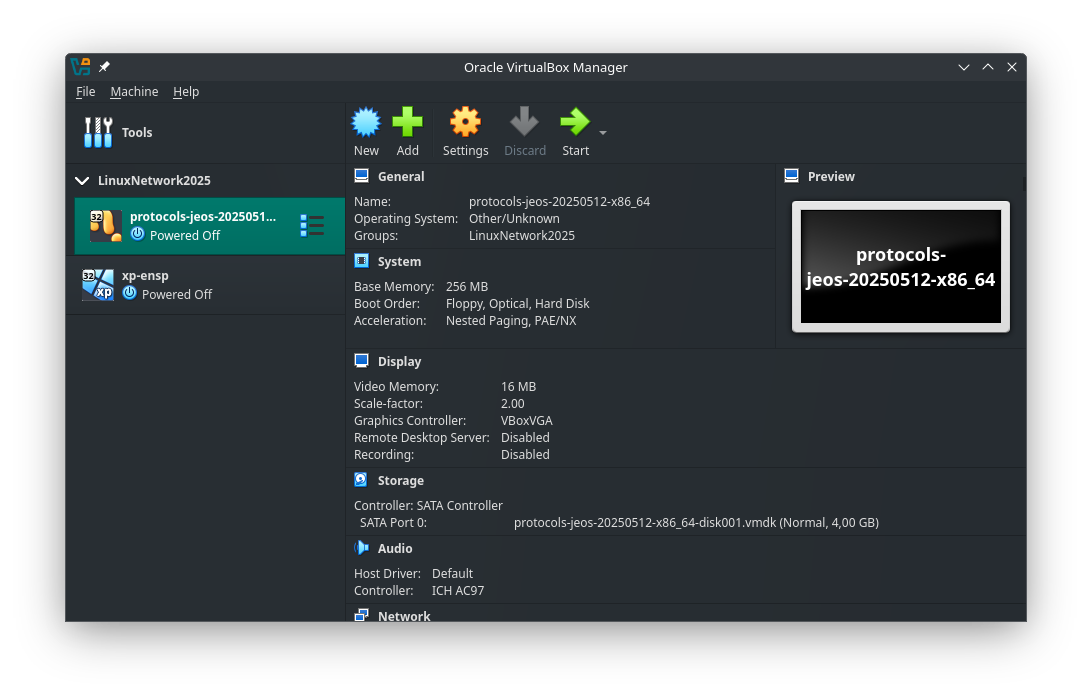 Oracle VirtualBox Manager
File Machine Help
Tools
New Add Settings Discard Start
LinuxNetwork2025
32
protocols-jeos-2025051...
Powered Off
32
xp
xp-ensp
Powered Off
General
Name: protocols-jeos-20250512-x86_64
Operating System: Other/Unknown
Groups: LinuxNetwork2025
System
Base Memory: 256 MB
Boot Order: Floppy, Optical, Hard Disk
Acceleration: Nested Paging, PAE/NX
Preview
protocols-
jeos-20250512-x86_64
Display
Video Memory: 16 MB
Scale-factor: 2.00
Graphics Controller: VBoxVGA
Remote Desktop Server: Disabled
Recording: Disabled
Storage
Controller: SATA Controller
SATA Port 0: protocols-jeos-20250512-x86_64-disk001.vmdk (Normal, 4,00 GB)
Audio
Host Driver: Default
Controller: ICH AC97
Network